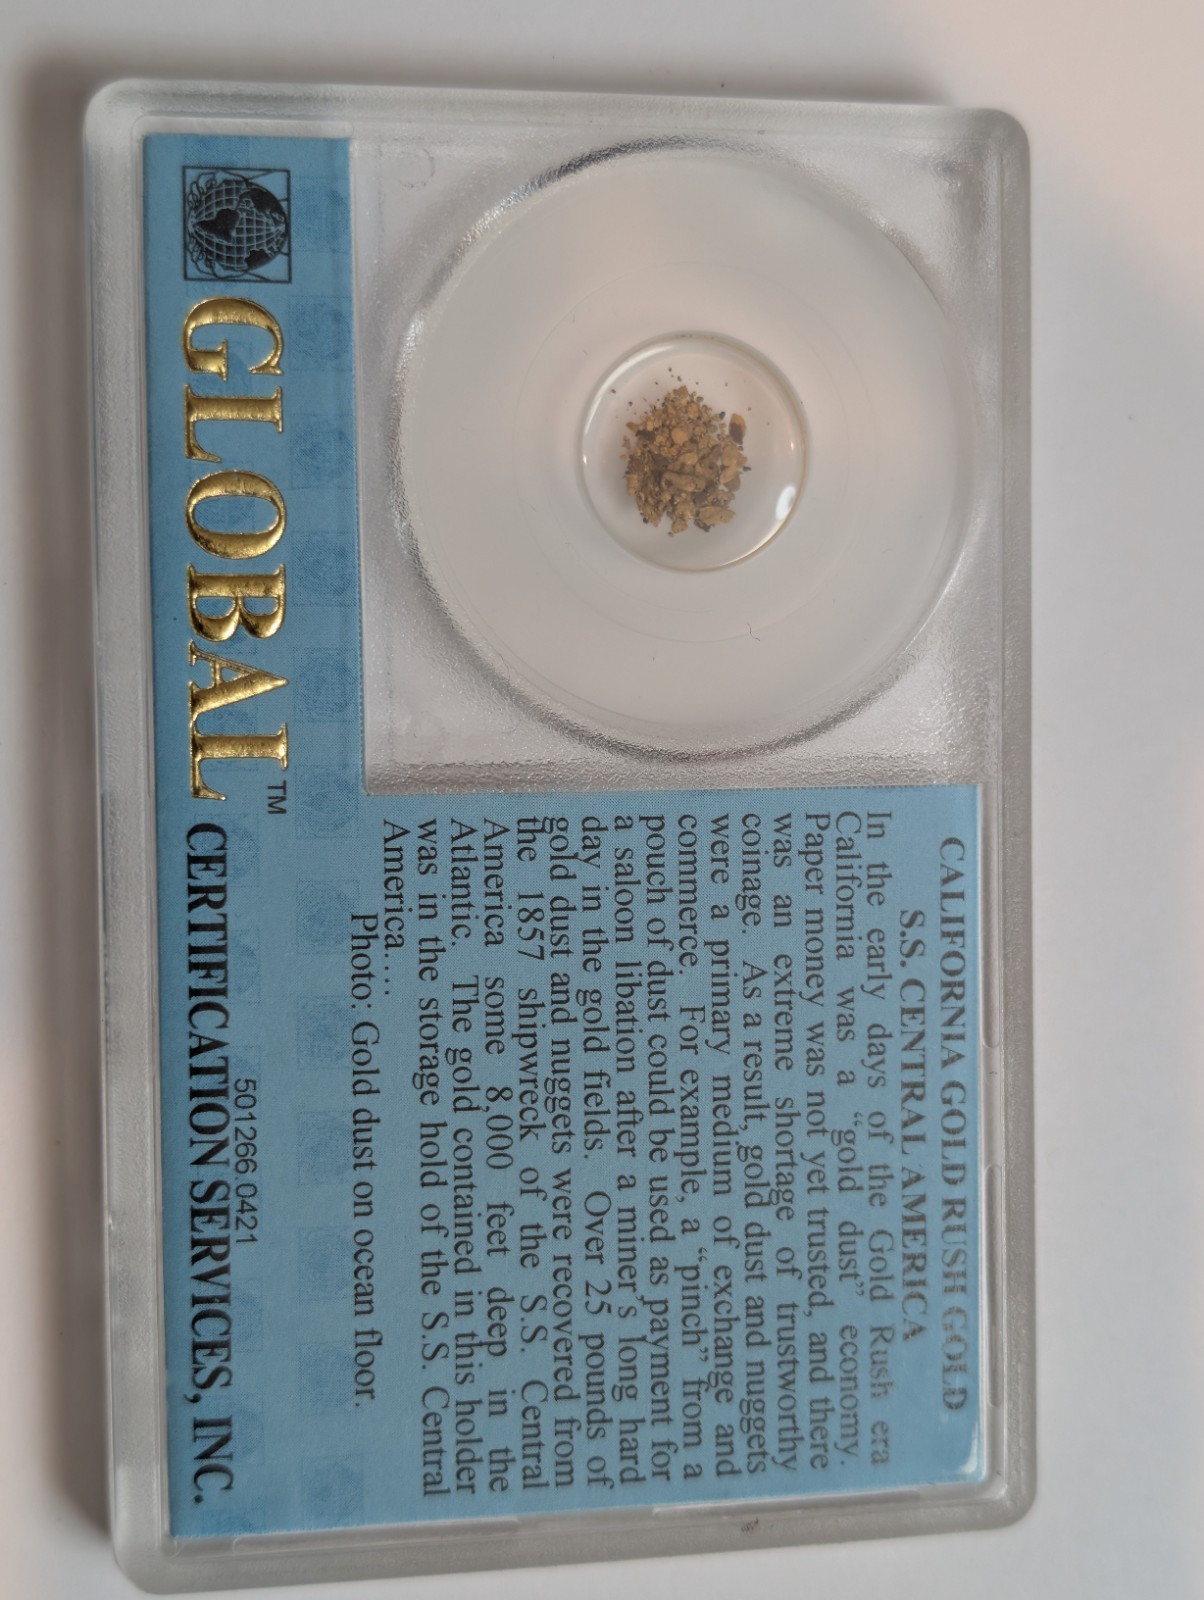 CALIFORNIA GOLD RUSH GOLD
S.S. CENTRAL AMERICA
In the early days of the Gold Rush era
California was a “gold dust” economy.
Paper money was not yet trusted, and there
was an extreme shortage of trustworthy
coinage. As a result, gold dust and nuggets
were a primary medium of exchange and
commerce. For example, a “pinch” from a
pouch of dust could be used as payment for
a saloon libation after a miner’s long hard
day in the gold fields. Over 25 pounds of
gold dust and nuggets were recovered from
the 1857 shipwreck of the S.S. Central
America some 8,000 feet deep in the
Atlantic. The gold contained in this holder
was in the storage hold of the S.S. Central
America....
Photo: Gold dust on ocean floor.
501266.0421
GLOBAL™ CERTIFICATION SERVICES, INC.